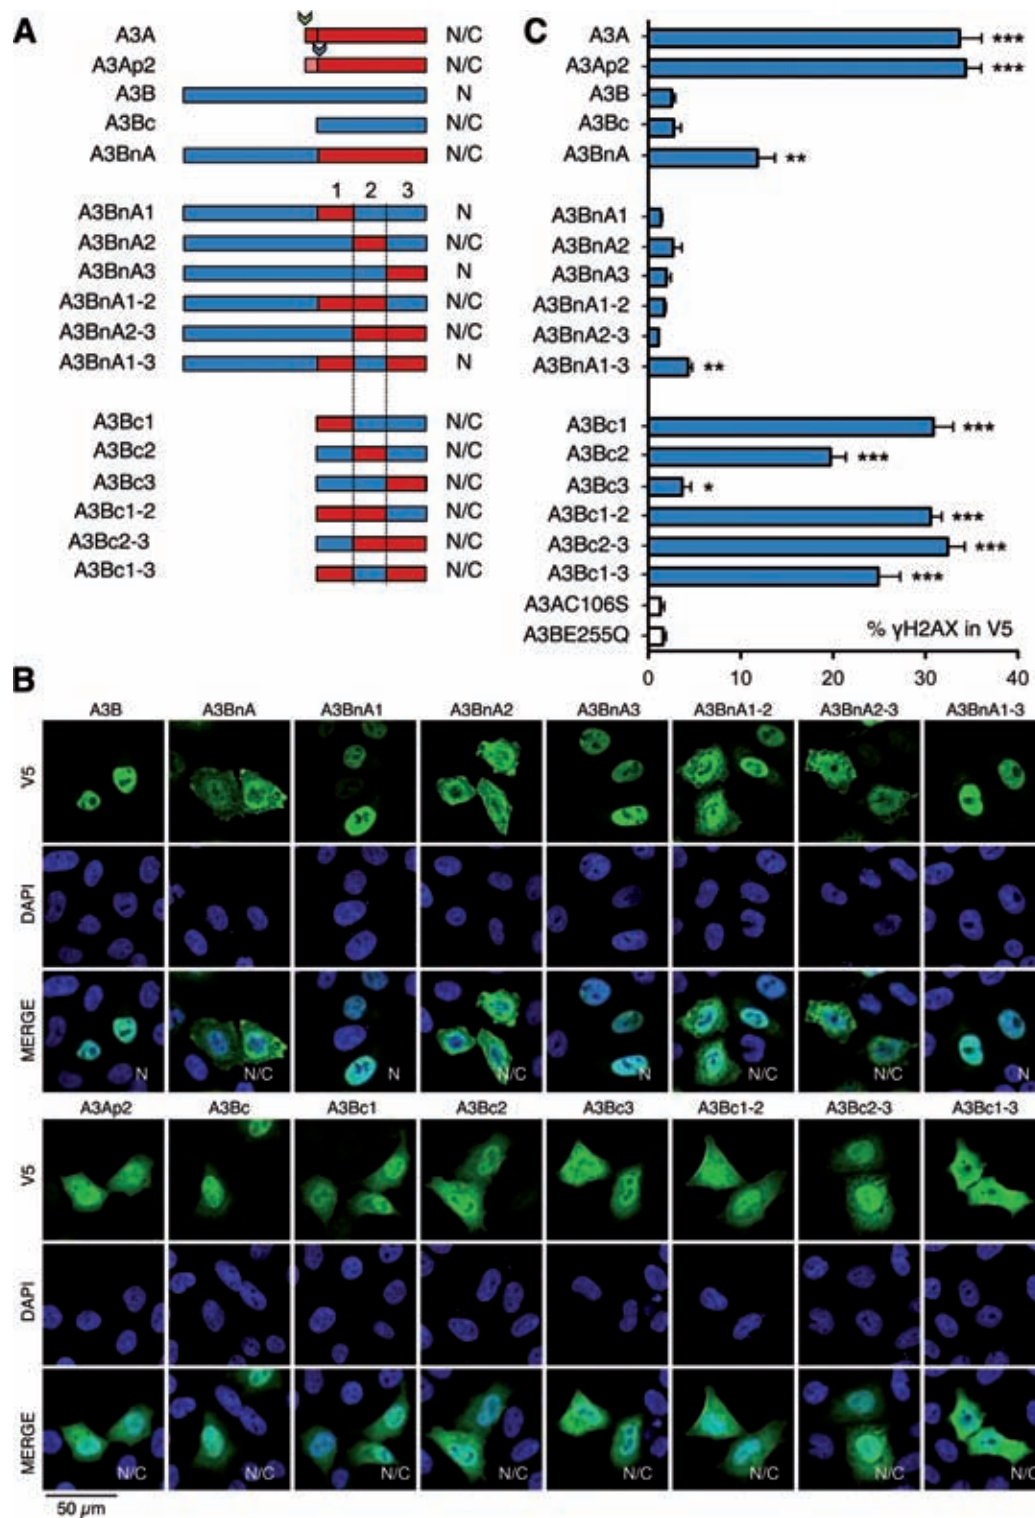 A
A3A N/C
A3Ap2 N/C
A3B N
A3Bc N/C
A3BnA N/C
1 2 3
A3BnA1 N
A3BnA2 N/C
A3BnA3 N
A3BnA1-2 N/C
A3BnA2-3 N/C
A3BnA1-3 N
A3Bc1 N/C
A3Bc2 N/C
A3Bc3 N/C
A3Bc1-2 N/C
A3Bc2-3 N/C
A3Bc1-3 N/C
C
A3A ***
A3Ap2 ***
A3B
A3Bc
A3BnA **
A3BnA1
A3BnA2
A3BnA3
A3BnA1-2
A3BnA2-3
A3BnA1-3 **
A3Bc1 ***
A3Bc2 ***
A3Bc3 *
A3Bc1-2 ***
A3Bc2-3 ***
A3Bc1-3 ***
A3AC106S
A3BE255Q
% γH2AX in V5
0 10 20 30 40
B
A3B A3BnA A3BnA1 A3BnA2 A3BnA3 A3BnA1-2 A3BnA2-3 A3BnA1-3
V5
DAPI
MERGE
N N/C N N/C N N/C N/C N
A3Ap2 A3Bc A3Bc1 A3Bc2 A3Bc3 A3Bc1-2 A3Bc2-3 A3Bc1-3
V5
DAPI
MERGE
N/C N/C N/C N/C N/C N/C N/C N/C
50 µm